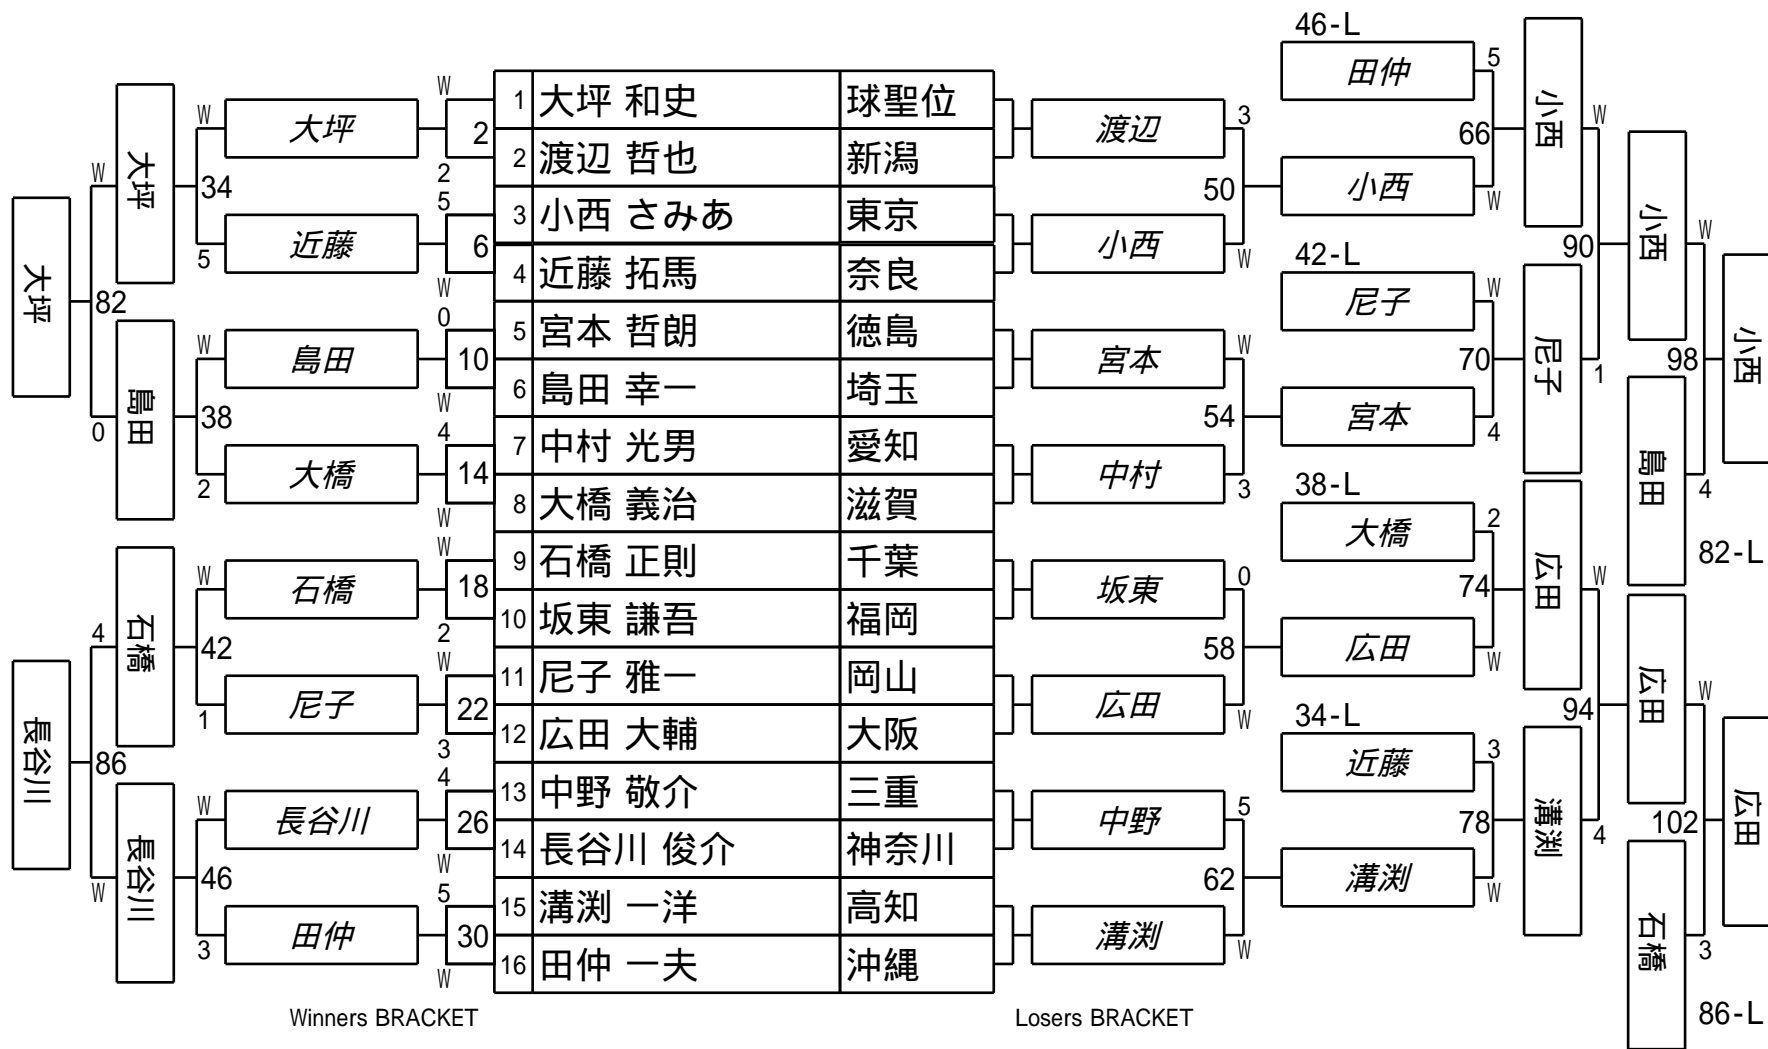 46-L
田仲 5
W 1 大坪 和史 球聖位
大坪 2 渡辺 3 66 小西 W
W 2 渡辺 哲也 新潟
大坪 W 34 2 小西 W
5 3 小西 さみあ 東京 50
近藤 5 6 小西 W 小西 W
4 近藤 拓馬 奈良 42-L 90
大坪 82 W 尼子 W 小西
0 5 宮本 哲朗 徳島
島田 W 10 宮本 W 70 尼子 1 98
6 島田 幸一 埼玉
島田 0 38 W 54 宮本 4
4 7 中村 光男 愛知
大橋 2 14 中村 3 38-L 島田 4
8 大橋 義治 滋賀 大橋 2
W 82-L
W 9 石橋 正則 千葉
石橋 W 18 坂東 0 74 広田 W
10 坂東 謙吾 福岡
石橋 4 42 2 58 広田 W
W 11 尼子 雅一 岡山
尼子 1 22 広田 W 34-L 94 広田 W
12 広田 大輔 大阪
長谷川 86 3 近藤 3
4 13 中野 敬介 三重
長谷川 W 26 中野 5 78 溝渕 4 102 広田
14 長谷川 俊介 神奈川
長谷川 W 46 W 62 溝渕 W
5 15 溝渕 一洋 高知
田仲 3 30 溝渕 W 石橋 3
16 田仲 一夫 沖縄
W 86-L
Winners BRACKET Losers BRACKET